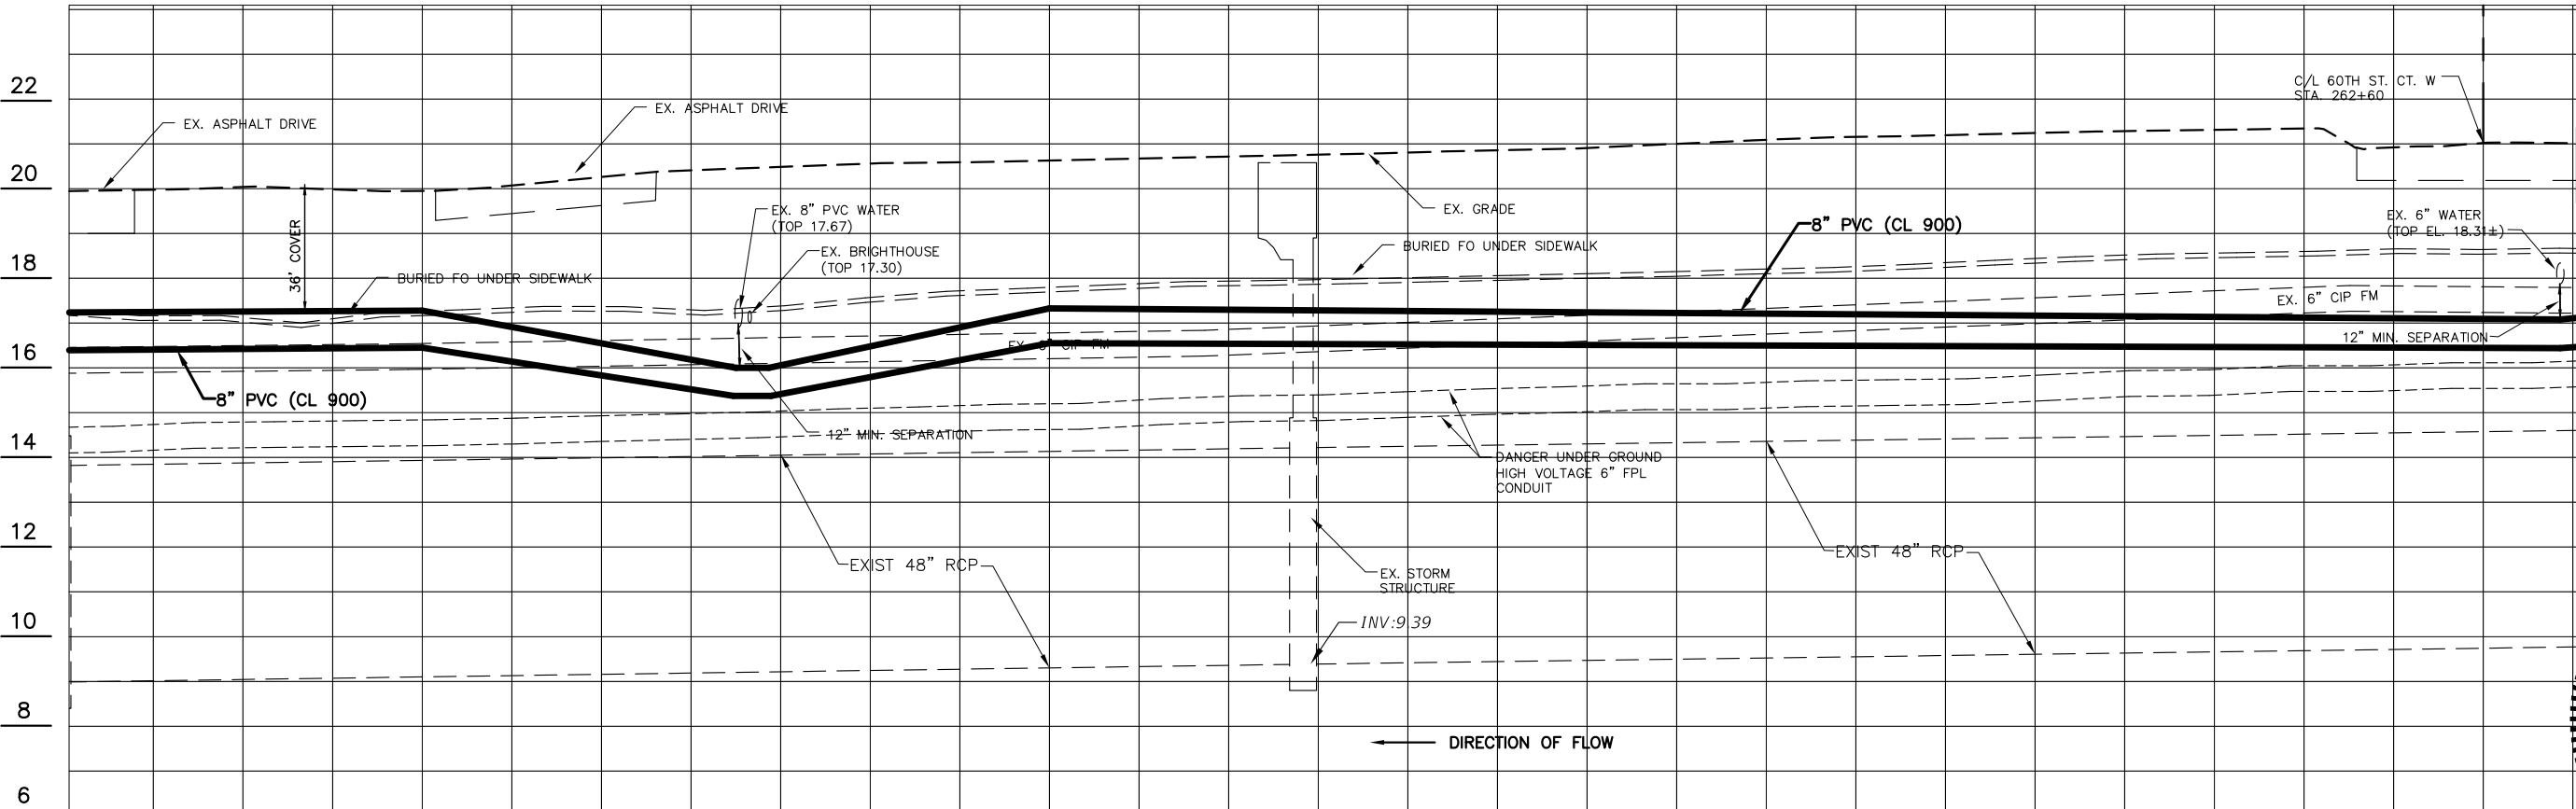 22
20
18
16
14
12
10
8
6
EX. ASPHALT DRIVE
EX. ASPHALT DRIVE
C/L 60TH ST. CT. W
STA. 262+60
36' COVER
EX. 8" PVC WATER
(TOP 17.67)
EX. BRIGHTHOUSE
(TOP 17.30)
EX. GRADE
8" PVC (CL 900)
EX. 6" WATER
(TOP EL. 18.31±)
BURIED FO UNDER SIDEWALK
BURIED FO UNDER SIDEWALK
EX. 6" CIP FM
EX. 6" CIP FM
12" MIN. SEPARATION
8" PVC (CL 900)
12" MIN. SEPARATION
DANGER UNDER GROUND
HIGH VOLTAGE 6" FPL
CONDUIT
EXIST 48" RCP
EXIST 48" RCP
EX. STORM
STRUCTURE
INV:9.39
DIRECTION OF FLOW